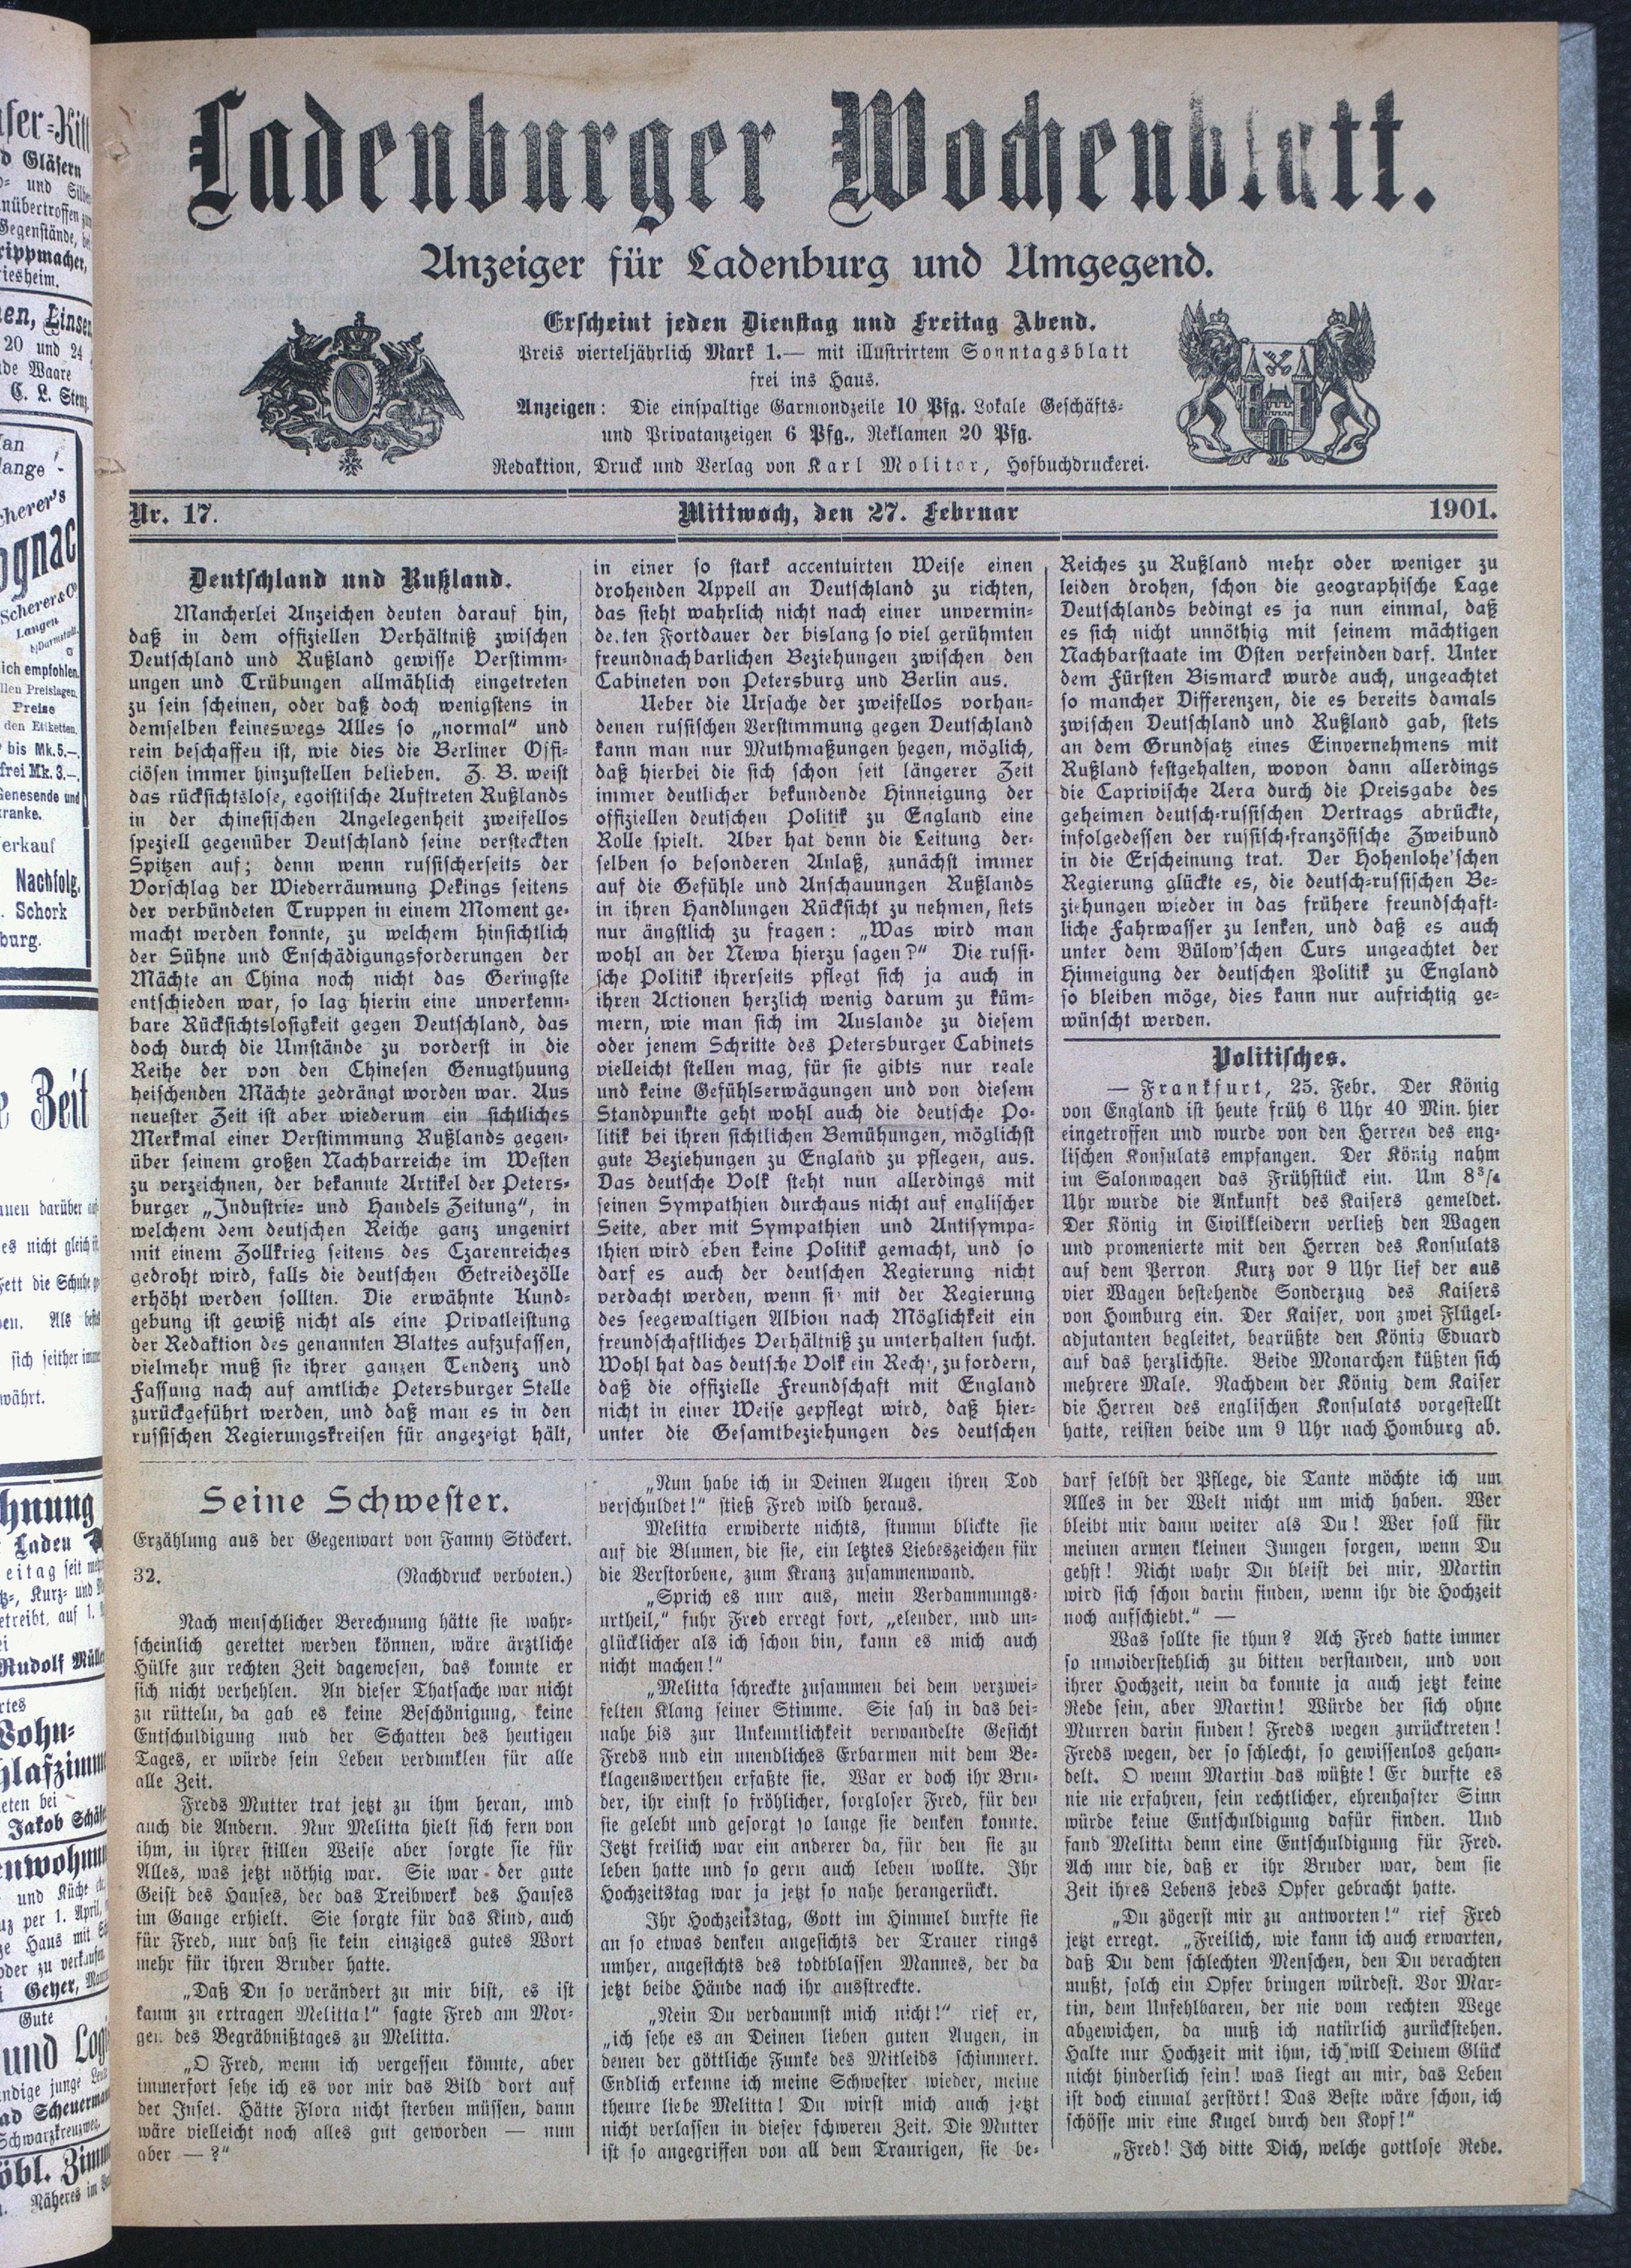 Ladenburger Wochenblatt.
Anzeiger für Ladenburg und Umgegend.
Erscheint jeden Dienstag und Freitag Abend.
Preis vierteljährlich Mark 1.— mit illustrirtem Sonntagsblatt
frei ins Haus.
Anzeigen: Die einspaltige Garmondzeile 10 Pfg. Lokale Geschäfts-
und Privatanzeigen 6 Pfg., Reklamen 20 Pfg.
Redaktion, Druck und Verlag von Karl Molitor, Hofbuchdruckerei.
Nr. 17. Mittwoch, den 27. Februar 1901.
Deutschland und Rußland.
Mancherlei Anzeichen deuten darauf hin,
daß in dem offiziellen Verhältniß zwischen
Deutschland und Rußland gewisse Verstimm-
ungen und Trübungen allmählich eingetreten
zu sein scheinen, oder daß doch wenigstens in
demselben keineswegs Alles so „normal“ und
rein beschaffen ist, wie dies die Berliner Offi-
ciösen immer hinzustellen belieben. Z. B. weist
das rücksichtslose, egoistische Auftreten Rußlands
in der chinesischen Angelegenheit zweifellos
speziell gegenüber Deutschland seine versteckten
Spitzen auf; denn wenn russischerseits der
Vorschlag der Wiederräumung Pekings seitens
der verbündeten Truppen in einem Moment ge-
macht werden konnte, zu welchem hinsichtlich
der Sühne und Enschädigungsforderungen der
Mächte an China noch nicht das Geringste
entschieden war, so lag hierin eine unverkenn-
bare Rücksichtslosigkeit gegen Deutschland, das
doch durch die Umstände zu vorderst in die
Reihe der von den Chinesen Genugthuung
heischenden Mächte gedrängt worden war. Aus
neuester Zeit ist aber wiederum ein sichtliches
Merkmal einer Verstimmung Rußlands gegen-
über seinem großen Nachbarreiche im Westen
zu verzeichnen, der bekannte Artikel der Peters-
burger „Industrie- und Handels Zeitung“, in
welchem dem deutschen Reiche ganz ungenirt
mit einem Zollkrieg seitens des Czarenreiches
gedroht wird, falls die deutschen Getreidezölle
erhöht werden sollten. Die erwähnte Kund-
gebung ist gewiß nicht als eine Privatleistung
der Redaktion des genannten Blattes aufzufassen,
vielmehr muß sie ihrer ganzen Tendenz und
Fassung nach auf amtliche Petersburger Stelle
zurückgeführt werden, und daß man es in den
russischen Regierungskreisen für angezeigt hält,
in einer so stark accentuirten Weise einen
drohenden Appell an Deutschland zu richten,
das sieht wahrlich nicht nach einer unvermin-
de.ten Fortdauer der bislang so viel gerühmten
freundnachbarlichen Beziehungen zwischen den
Cabineten von Petersburg und Berlin aus.
Ueber die Ursache der zweifellos vorhan-
denen russischen Verstimmung gegen Deutschland
kann man nur Muthmaßungen hegen, möglich,
daß hierbei die sich schon seit längerer Zeit
immer deutlicher bekundende Hinneigung der
offiziellen deutschen Politik zu England eine
Rolle spielt. Aber hat denn die Leitung der-
selben so besonderen Anlaß, zunächst immer
auf die Gefühle und Anschauungen Rußlands
in ihren Handlungen Rücksicht zu nehmen, stets
nur ängstlich zu fragen: „Was wird man
wohl an der Newa hierzu sagen?“ Die russi-
sche Politik ihrerseits pflegt sich ja auch in
ihren Actionen herzlich wenig darum zu küm-
mern, wie man sich im Auslande zu diesem
oder jenem Schritte des Petersburger Cabinets
vielleicht stellen mag, für sie gibts nur reale
und keine Gefühlserwägungen und von diesem
Standpunkte geht wohl auch die deutsche Po-
litik bei ihren sichtlichen Bemühungen, möglichst
gute Beziehungen zu England zu pflegen, aus.
Das deutsche Volk steht nun allerdings mit
seinen Sympathien durchaus nicht auf englischer
Seite, aber mit Sympathien und Antisympa-
thien wird eben keine Politik gemacht, und so
darf es auch der deutschen Regierung nicht
verdacht werden, wenn si mit der Regierung
des seegewaltigen Albion nach Möglichkeit ein
freundschaftliches Verhältniß zu unterhalten sucht.
Wohl hat das deutsche Volk ein Rech, zu fordern,
daß die offizielle Freundschaft mit England
nicht in einer Weise gepflegt wird, daß hier-
unter die Gesamtbeziehungen des deutschen
Reiches zu Rußland mehr oder weniger zu
leiden drohen, schon die geographische Lage
Deutschlands bedingt es ja nun einmal, daß
es sich nicht unnöthig mit seinem mächtigen
Nachbarstaate im Osten verfeinden darf. Unter
dem Fürsten Bismarck wurde auch, ungeachtet
so mancher Differenzen, die es bereits damals
zwischen Deutschland und Rußland gab, stets
an dem Grundsatz eines Einvernehmens mit
Rußland festgehalten, wovon dann allerdings
die Caprivische Aera durch die Preisgabe des
geheimen deutsch-russischen Vertrags abrückte,
infolgedessen der russisch-französische Zweibund
in die Erscheinung trat. Der Hohenlohe'schen
Regierung glückte es, die deutsch-russischen Be-
ziehungen wieder in das frühere freundschaft-
liche Fahrwasser zu lenken, und daß es auch
unter dem Bülow'schen Curs ungeachtet der
Hinneigung der deutschen Politik zu England
so bleiben möge, dies kann nur aufrichtig ge-
wünscht werden.
Politisches.
— Frankfurt, 25. Febr. Der König
von England ist heute früh 6 Uhr 40 Min. hier
eingetroffen und wurde von den Herren des eng-
lischen Konsulats empfangen. Der König nahm
im Salonwagen das Frühstück ein. Um 8³/₄
Uhr wurde die Ankunft des Kaisers gemeldet.
Der König in Civilkleidern verließ den Wagen
und promenierte mit den Herren des Konsulats
auf dem Perron. Kurz vor 9 Uhr lief der aus
vier Wagen bestehende Sonderzug des Kaisers
von Homburg ein. Der Kaiser, von zwei Flügel-
adjutanten begleitet, begrüßte den König Eduard
auf das herzlichste. Beide Monarchen küßten sich
mehrere Male. Nachdem der König dem Kaiser
die Herren des englischen Konsulats vorgestellt
hatte, reisten beide um 9 Uhr nach Homburg ab.
Seine Schwester.
Erzählung aus der Gegenwart von Fanny Stöckert.
32. (Nachdruck verboten.)
Nach menschlicher Berechnung hätte sie wahr-
scheinlich gerettet werden können, wäre ärztliche
Hülfe zur rechten Zeit dagewesen, das konnte er
sich nicht verhehlen. An dieser Thatsache war nicht
zu rütteln, da gab es keine Beschönigung, keine
Entschuldigung und der Schatten des heutigen
Tages, er würde sein Leben verdunklen für alle
alle Zeit.
Freds Mutter trat jetzt zu ihm heran, und
auch die Andern. Nur Melitta hielt sich fern von
ihm, in ihrer stillen Weise aber sorgte sie für
Alles, was jetzt nöthig war. Sie war der gute
Geist des Hauses, der das Treibwerk des Hauses
im Gange erhielt. Sie sorgte für das Kind, auch
für Fred, nur daß sie kein einziges gutes Wort
mehr für ihren Bruder hatte.
„Daß Du so verändert zu mir bist, es ist
kaum zu ertragen Melitta!“ sagte Fred am Mor-
gen des Begräbnißtages zu Melitta.
„O Fred, wenn ich vergessen könnte, aber
immerfort sehe ich es vor mir das Bild dort auf
der Insel. Hätte Flora nicht sterben müssen, dann
wäre vielleicht noch alles gut geworden — nun
aber — ?“
„Nun habe ich in Deinen Augen ihren Tod
verschuldet!“ stieß Fred wild heraus.
Melitta erwiderte nichts, stumm blickte sie
auf die Blumen, die sie, ein letztes Liebeszeichen für
die Verstorbene, zum Kranz zusammenwand.
„Sprich es nur aus, mein Verdammungs-
urtheil,“ fuhr Fred erregt fort, „elender, und un-
glücklicher als ich schon bin, kann es mich auch
nicht machen!“
„Melitta schreckte zusammen bei dem verzwei-
felten Klang seiner Stimme. Sie sah in das bei-
nahe bis zur Unkenntlichkeit verwandelte Gesicht
Freds und ein unendliches Erbarmen mit dem Be-
klagenswerthen erfaßte sie. War er doch ihr Bru-
der, ihr einst so fröhlicher, sorgloser Fred, für den
sie gelebt und gesorgt so lange sie denken konnte.
Jetzt freilich war ein anderer da, für den sie zu
leben hatte und so gern auch leben wollte. Ihr
Hochzeitstag war ja jetzt so nahe herangerückt.
Ihr Hochzeitstag, Gott im Himmel durfte sie
an so etwas denken angesichts der Trauer rings
umher, angesichts des todtblassen Mannes, der da
jetzt beide Hände nach ihr ausstreckte.
„Nein Du verdammst mich nicht!“ rief er,
„ich sehe es an Deinen lieben guten Augen, in
denen der göttliche Funke des Mitleids schimmert.
Endlich erkenne ich meine Schwester wieder, meine
theure liebe Melitta! Du wirst mich auch jetzt
nicht verlassen in dieser schweren Zeit. Die Mutter
ist so angegriffen von all dem Traurigen, sie be-
darf selbst der Pflege, die Tante möchte ich um
Alles in der Welt nicht um mich haben. Wer
bleibt mir dann weiter als Du! Wer soll für
meinen armen kleinen Jungen sorgen, wenn Du
gehst! Nicht wahr Du bleist bei mir, Martin
wird sich schon darin finden, wenn ihr die Hochzeit
noch aufschiebt.“ —
Was sollte sie thun? Ach Fred hatte immer
so unwiderstehlich zu bitten verstanden, und von
ihrer Hochzeit, nein da konnte ja auch jetzt keine
Rede sein, aber Martin! Würde der sich ohne
Murren darin finden! Freds wegen zurücktreten!
Freds wegen, der so schlecht, so gewissenlos gehan-
delt. O wenn Martin das wüßte! Er durfte es
nie nie erfahren, sein rechtlicher, ehrenhafter Sinn
würde keine Entschuldigung dafür finden. Und
fand Melitta denn eine Entschuldigung für Fred.
Ach nur die, daß er ihr Bruder war, dem sie
Zeit ihres Lebens jedes Opfer gebracht hatte.
„Du zögerst mir zu antworten!“ rief Fred
jetzt erregt. „Freilich, wie kann ich auch erwarten,
daß Du dem schlechten Menschen, den Du verachten
mußt, solch ein Opfer bringen würdest. Vor Mar-
tin, dem Unfehlbaren, der nie vom rechten Wege
abgewichen, da muß ich natürlich zurückstehen.
Halte nur Hochzeit mit ihm, ich will Deinem Glück
nicht hinderlich sein! was liegt an mir, das Leben
ist doch einmal zerstört! Das Beste wäre schon, ich
schösse mir eine Kugel durch den Kopf!“
„Fred! Ich ditte Dich, welche gottlose Rede.